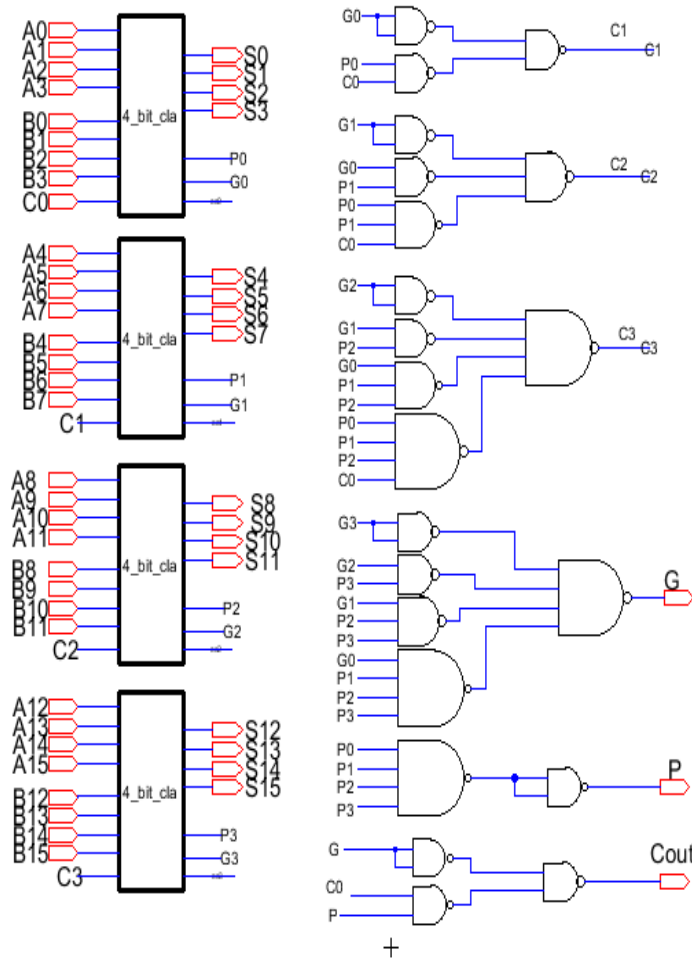 A0
A1
A2
A3
B0
B1
B2
B3
C0
4_bit_cla
S0
S1
S2
S3
P0
G0
A4
A5
A6
A7
B4
B5
B6
B7
C1
4_bit_cla
S4
S5
S6
S7
P1
G1
A8
A9
A10
A11
B8
B9
B10
B11
C2
4_bit_cla
S8
S9
S10
S11
P2
G2
A12
A13
A14
A15
B12
B13
B14
B15
C3
4_bit_cla
S12
S13
S14
S15
P3
G3
G0
P0
C0
C1
C1
G1
G0
P1
P0
P1
C0
C2
C2
G2
G1
P2
G0
P1
P2
P0
P1
P2
C0
C3
C3
G3
G2
P3
G1
P2
P3
G0
P1
P2
P3
G
P0
P1
P2
P3
P
G
C0
P
Cout